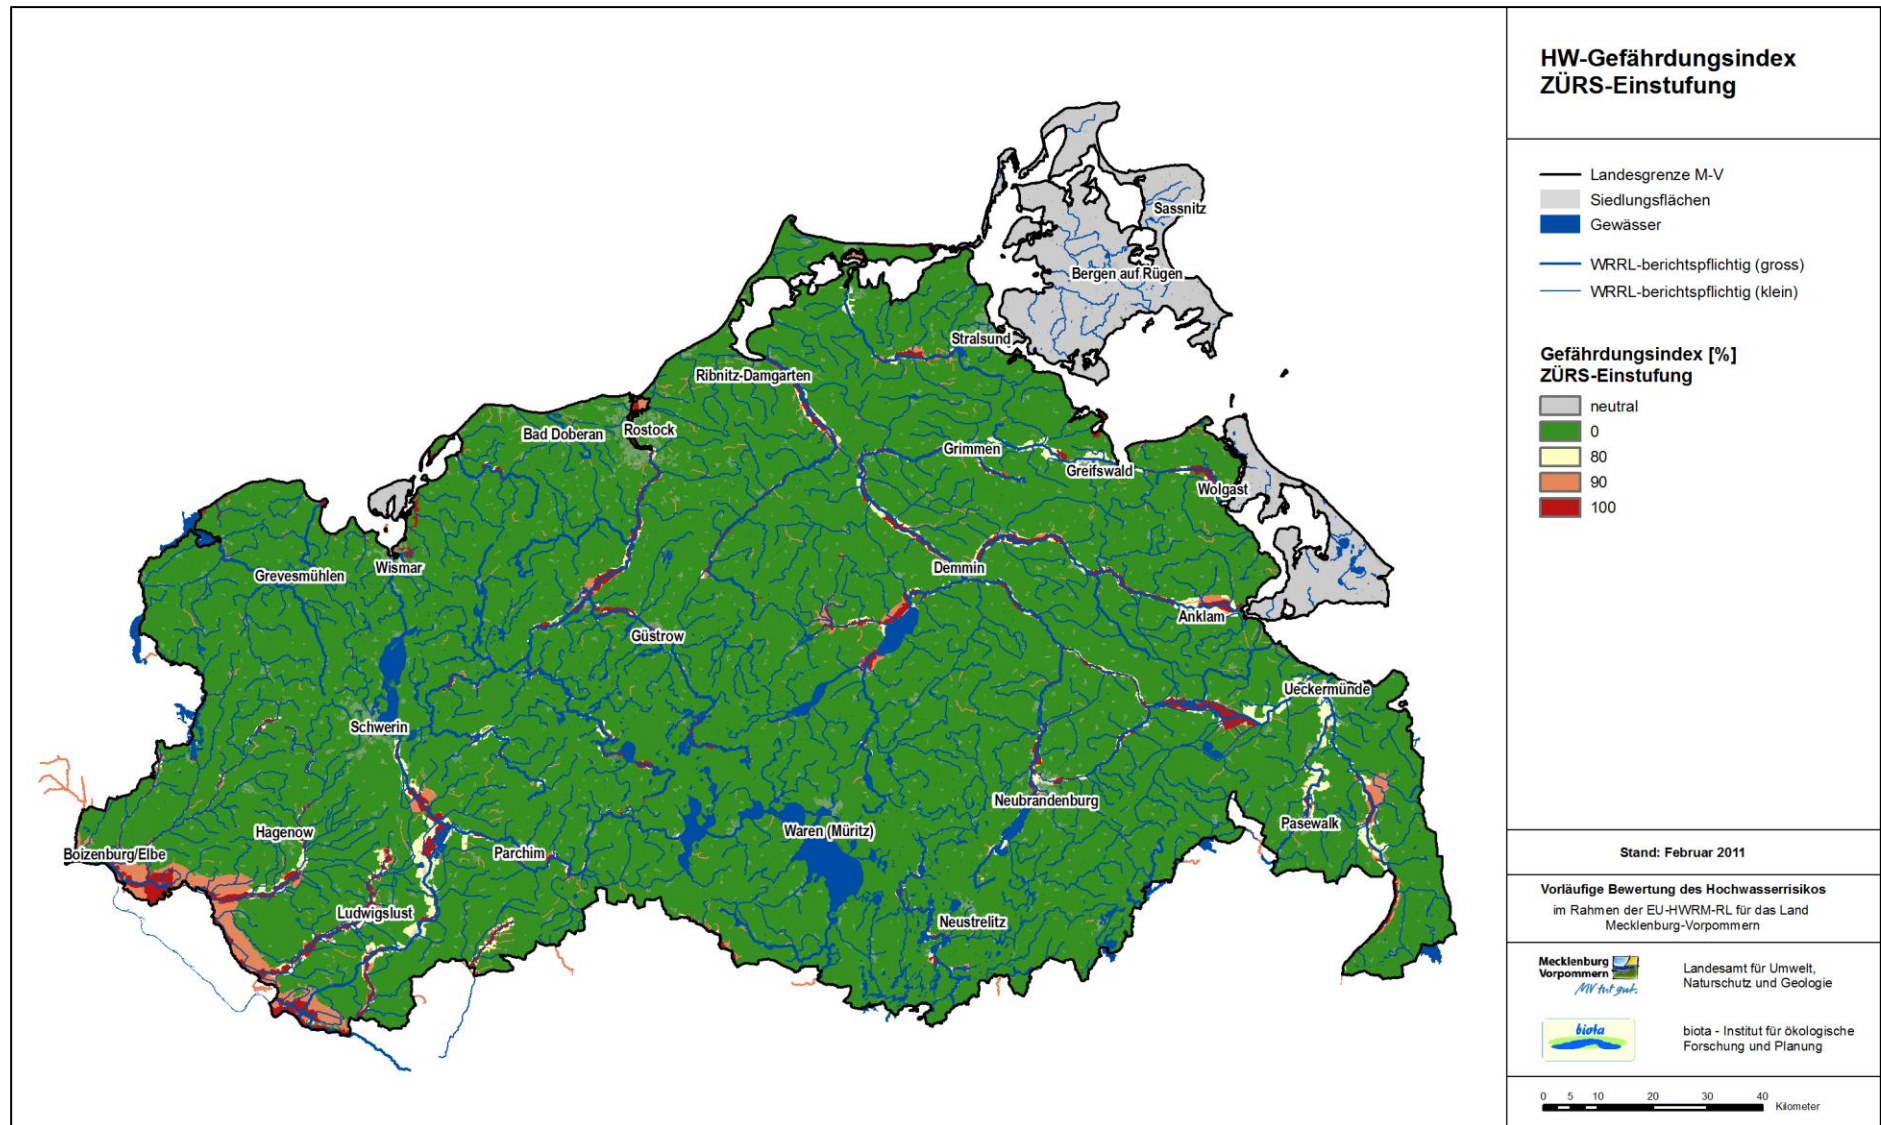 HW-Gefährdungsindex
ZÜRS-Einstufung
Landesgrenze M-V
Siedlungsflächen
Gewässer
WRRL-berichtspflichtig (gross)
WRRL-berichtspflichtig (klein)
Gefährdungsindex [%]
ZÜRS-Einstufung
neutral
0
80
90
100
Stand: Februar 2011
Vorläufige Bewertung des Hochwasserrisikos
im Rahmen der EU-HWRM-RL für das Land
Mecklenburg-Vorpommern
Mecklenburg
Vorpommern
MV tut gut.
Landesamt für Umwelt,
Naturschutz und Geologie
biota
biota - Institut für ökologische
Forschung und Planung
0 5 10 20 30 40
Kilometer
Sassnitz
Bergen auf Rügen
Stralsund
Ribnitz-Damgarten
Bad Doberan
Rostock
Grimmen
Greifswald
Wolgast
Grevesmühlen
Wismar
Demmin
Anklam
Güstrow
Ueckermünde
Schwerin
Neubrandenburg
Pasewalk
Hagenow
Waren (Müritz)
Boizenburg/Elbe
Parchim
Ludwigslust
Neustrelitz